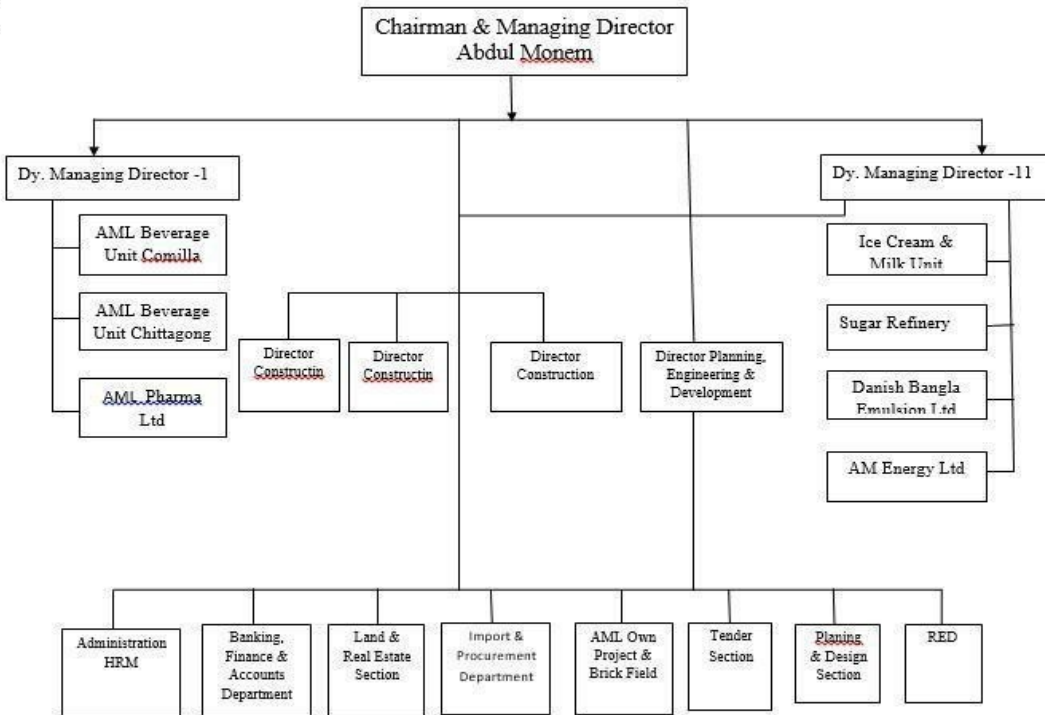 Chairman & Managing Director
Abdul Monem
Dy. Managing Director -1
Dy. Managing Director -11
AML Beverage
Unit Comilla
AML Beverage
Unit Chittagong
AML Pharma
Ltd
Ice Cream &
Milk Unit
Sugar Refinery
Danish Bangla
Emulsion Ltd
AM Energy Ltd
Director
Constructin
Director
Constructin
Director
Construction
Director Planning,
Engineering &
Development
Administration
HRM
Banking,
Finance &
Accounts
Department
Land &
Real Estate
Section
Import &
Procurement
Department
AML Own
Project &
Brick Field
Tender
Section
Planing
& Design
Section
RED